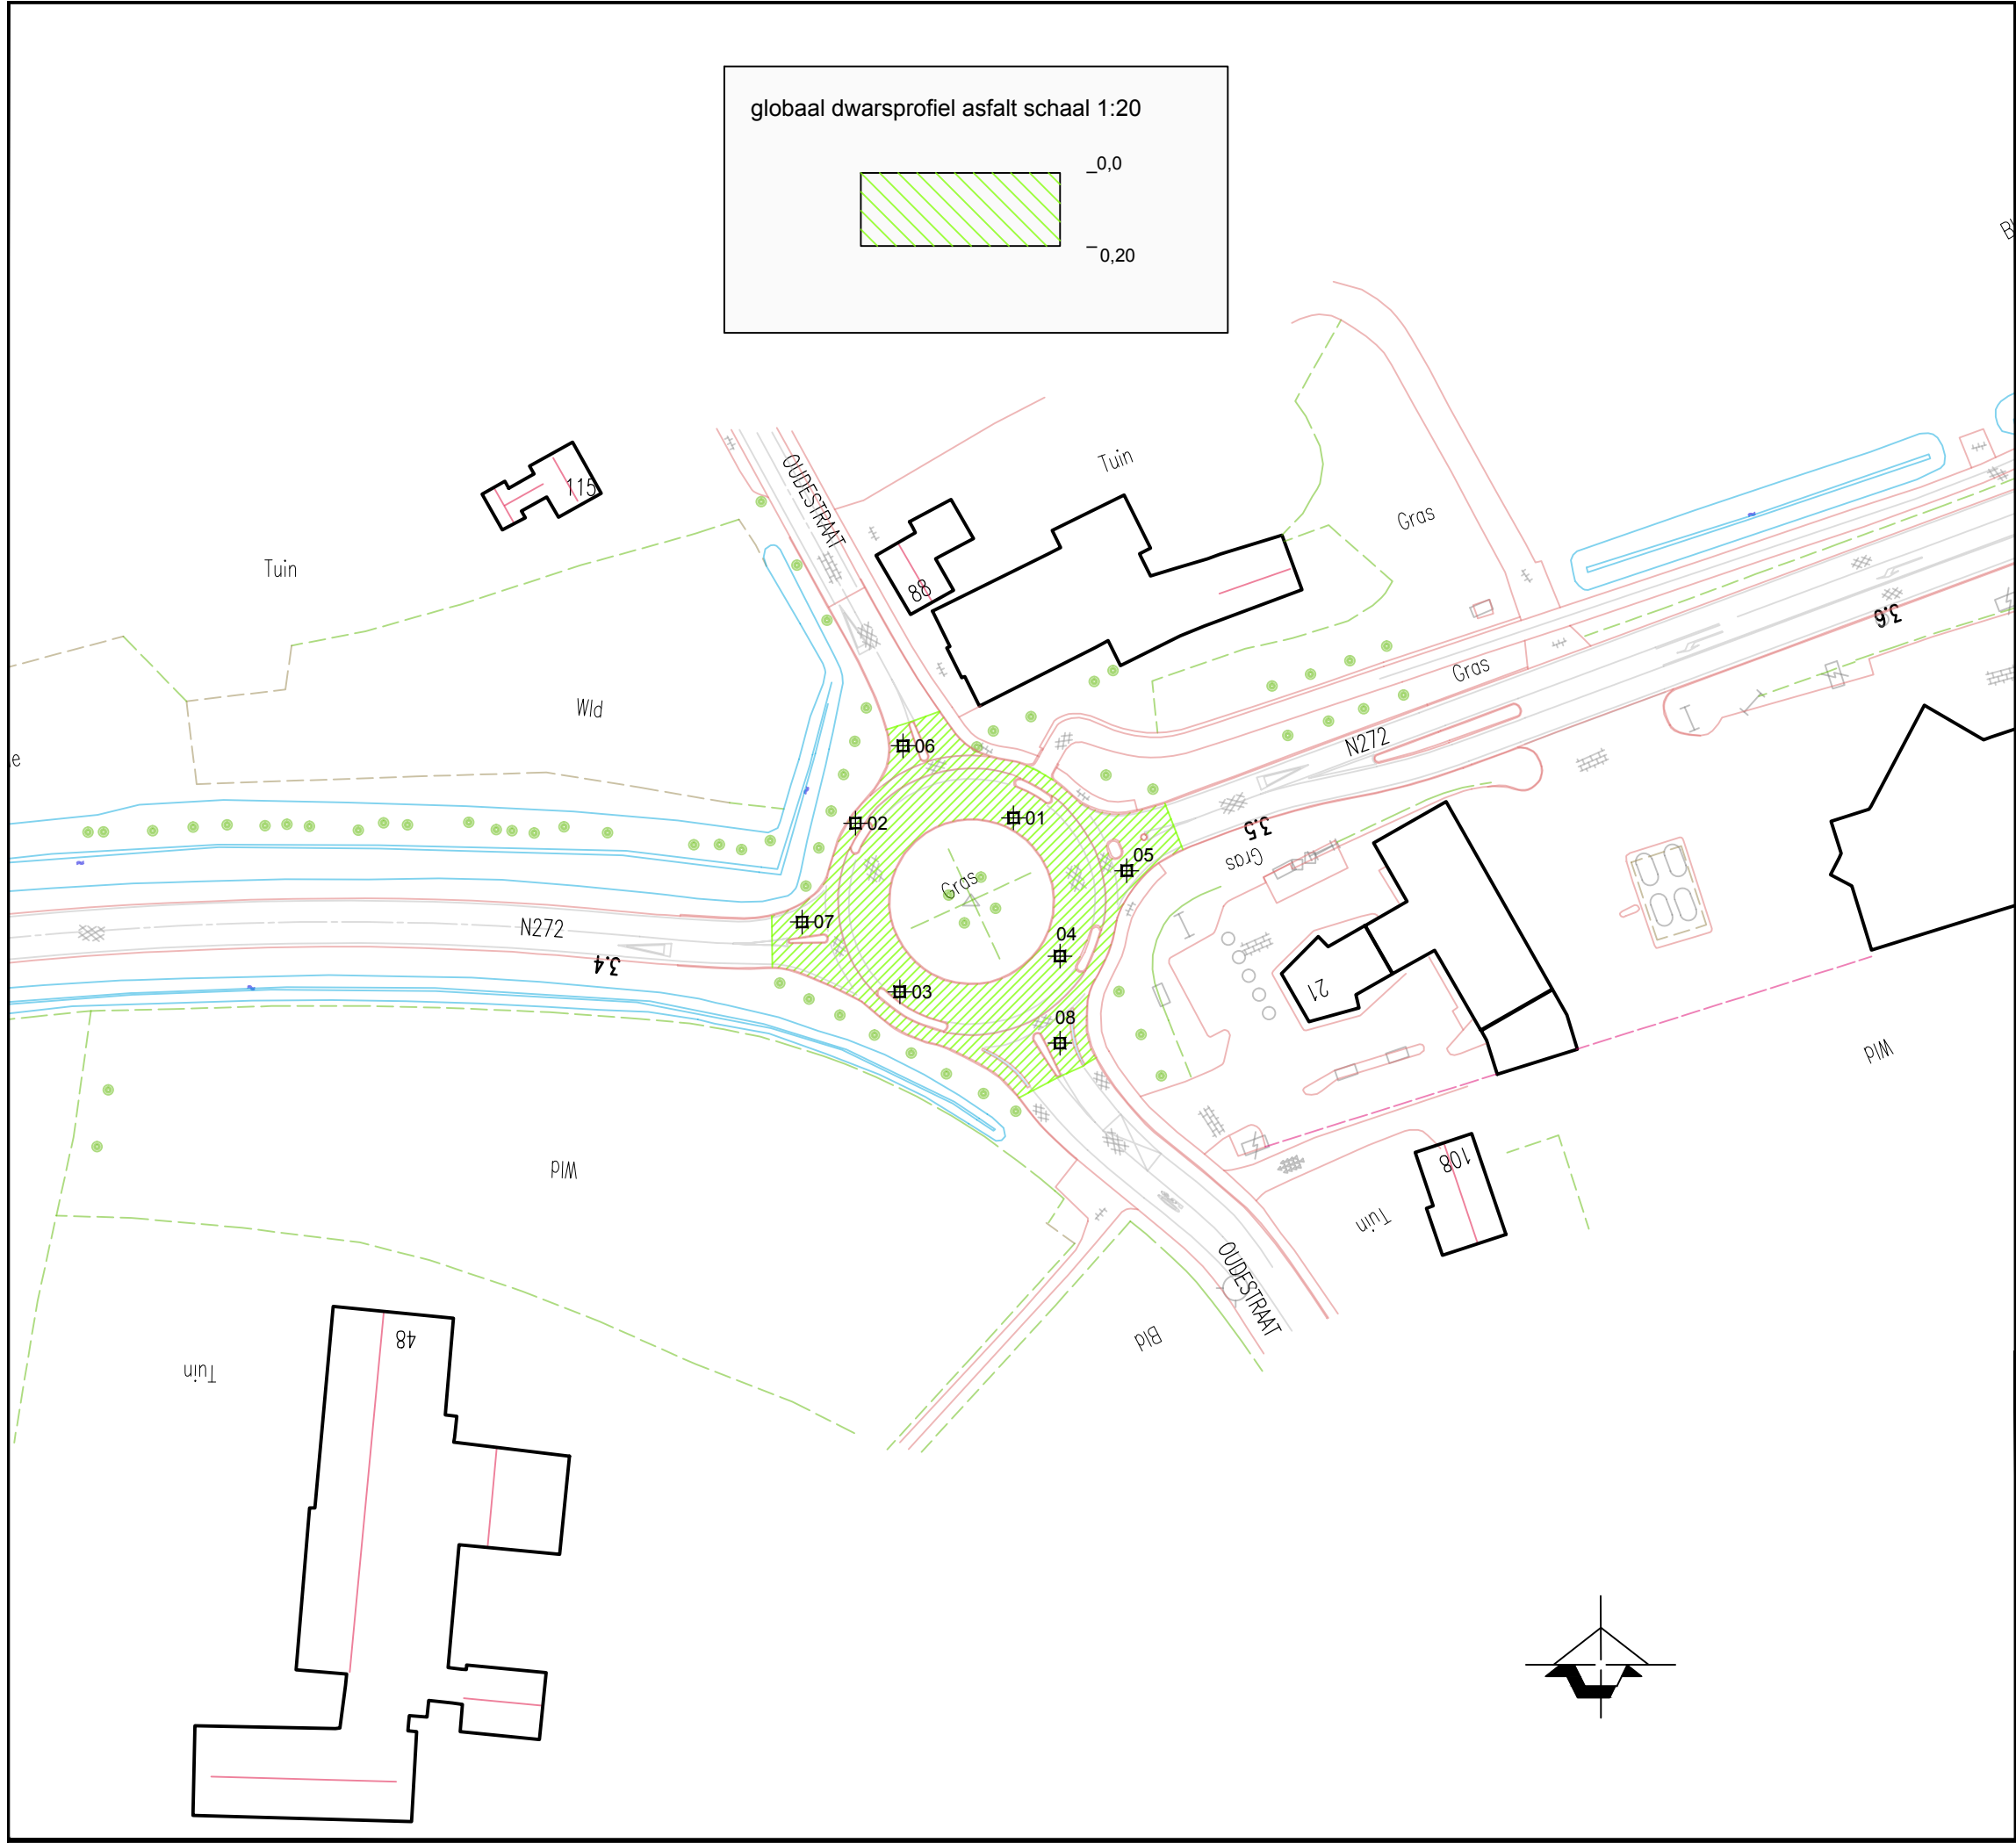 globaal dwarsprofiel asfalt schaal 1:20
0,0
0,20
OUDESTRAAT
Tuin
115
Gras
Tuin
88
3.6
Gras
Wld
N272
06
01
02
3.5
05
Gras
Gras
07
N272
04
3.4
03
21
08
Wld
Wld
108
Tuin
OUDESTRAAT
Bld
48
Tuin